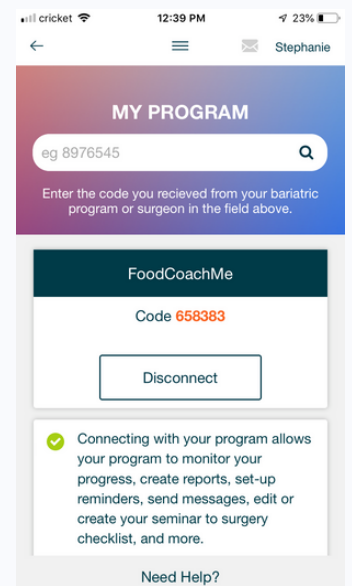 cricket 12:39 PM 23%
Stephanie
MY PROGRAM
eg 8976545
Enter the code you recieved from your bariatric
program or surgeon in the field above.
FoodCoachMe
Code 658383
Disconnect
Connecting with your program allows
your program to monitor your
progress, create reports, set-up
reminders, send messages, edit or
create your seminar to surgery
checklist, and more.
Need Help?